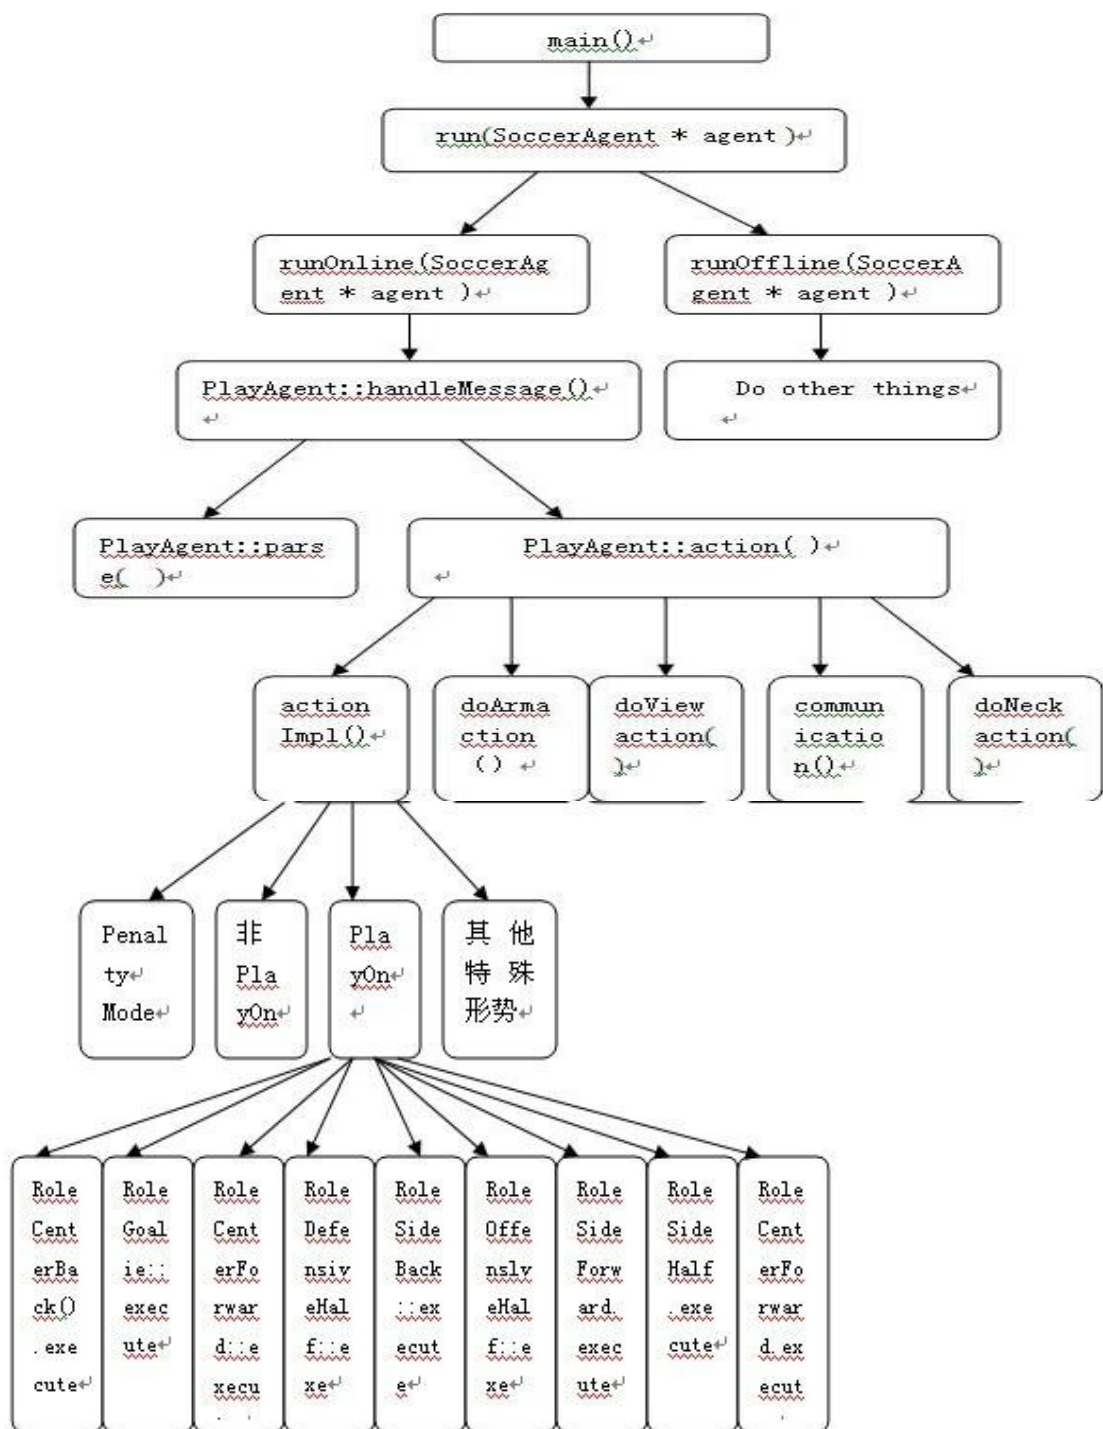 main()
run(SoccerAgent * agent )
runOnline(SoccerAg
ent * agent )
runOffline(SoccerA
gent * agent )
PlayAgent::handleMessage()
Do other things
PlayAgent::pars
e( )
PlayAgent::action( )
action
Impl()
doArma
ction
()
doView
action(
)
commun
icatio
n()
doNeck
action(
)
Penal
ty
Mode
非
Pla
yOn
Pla
yOn
其 他
特 殊
形势
Role
Cent
erBa
ck()
.exe
cute
Role
Goal
ie::
exec
ute
Role
Cent
erFo
rwar
d::e
xecu
Role
Defe
nsiv
eHal
f::e
xe
Role
Side
Back
::ex
ecut
e
Role
Offe
nslv
eHal
f::e
xe
Role
Side
Forw
ard.
exec
ute
Role
Side
Half
.exe
cute
Role
Cent
erFo
rwar
d.ex
ecut